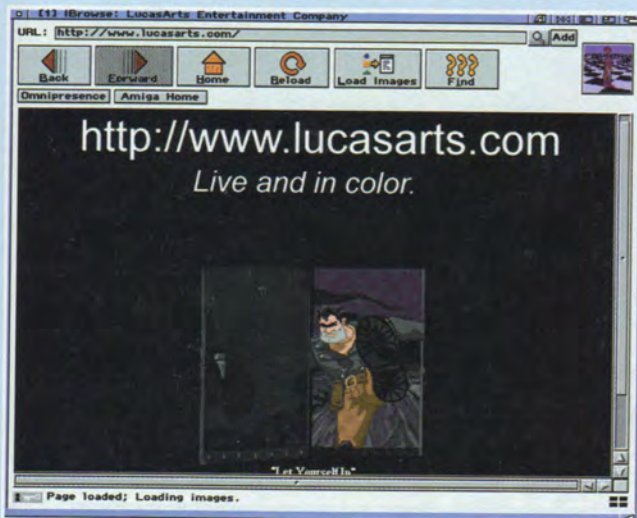 [1] IBrowse: LucasArts Entertainment Company
URL: http://www.lucasarts.com/ Add
Back Forward Home Reload Load Images Find
Omnipresence Amiga Home
http://www.lucasarts.com
Live and in color.
"Let Yourself In"
Page loaded; Loading images.